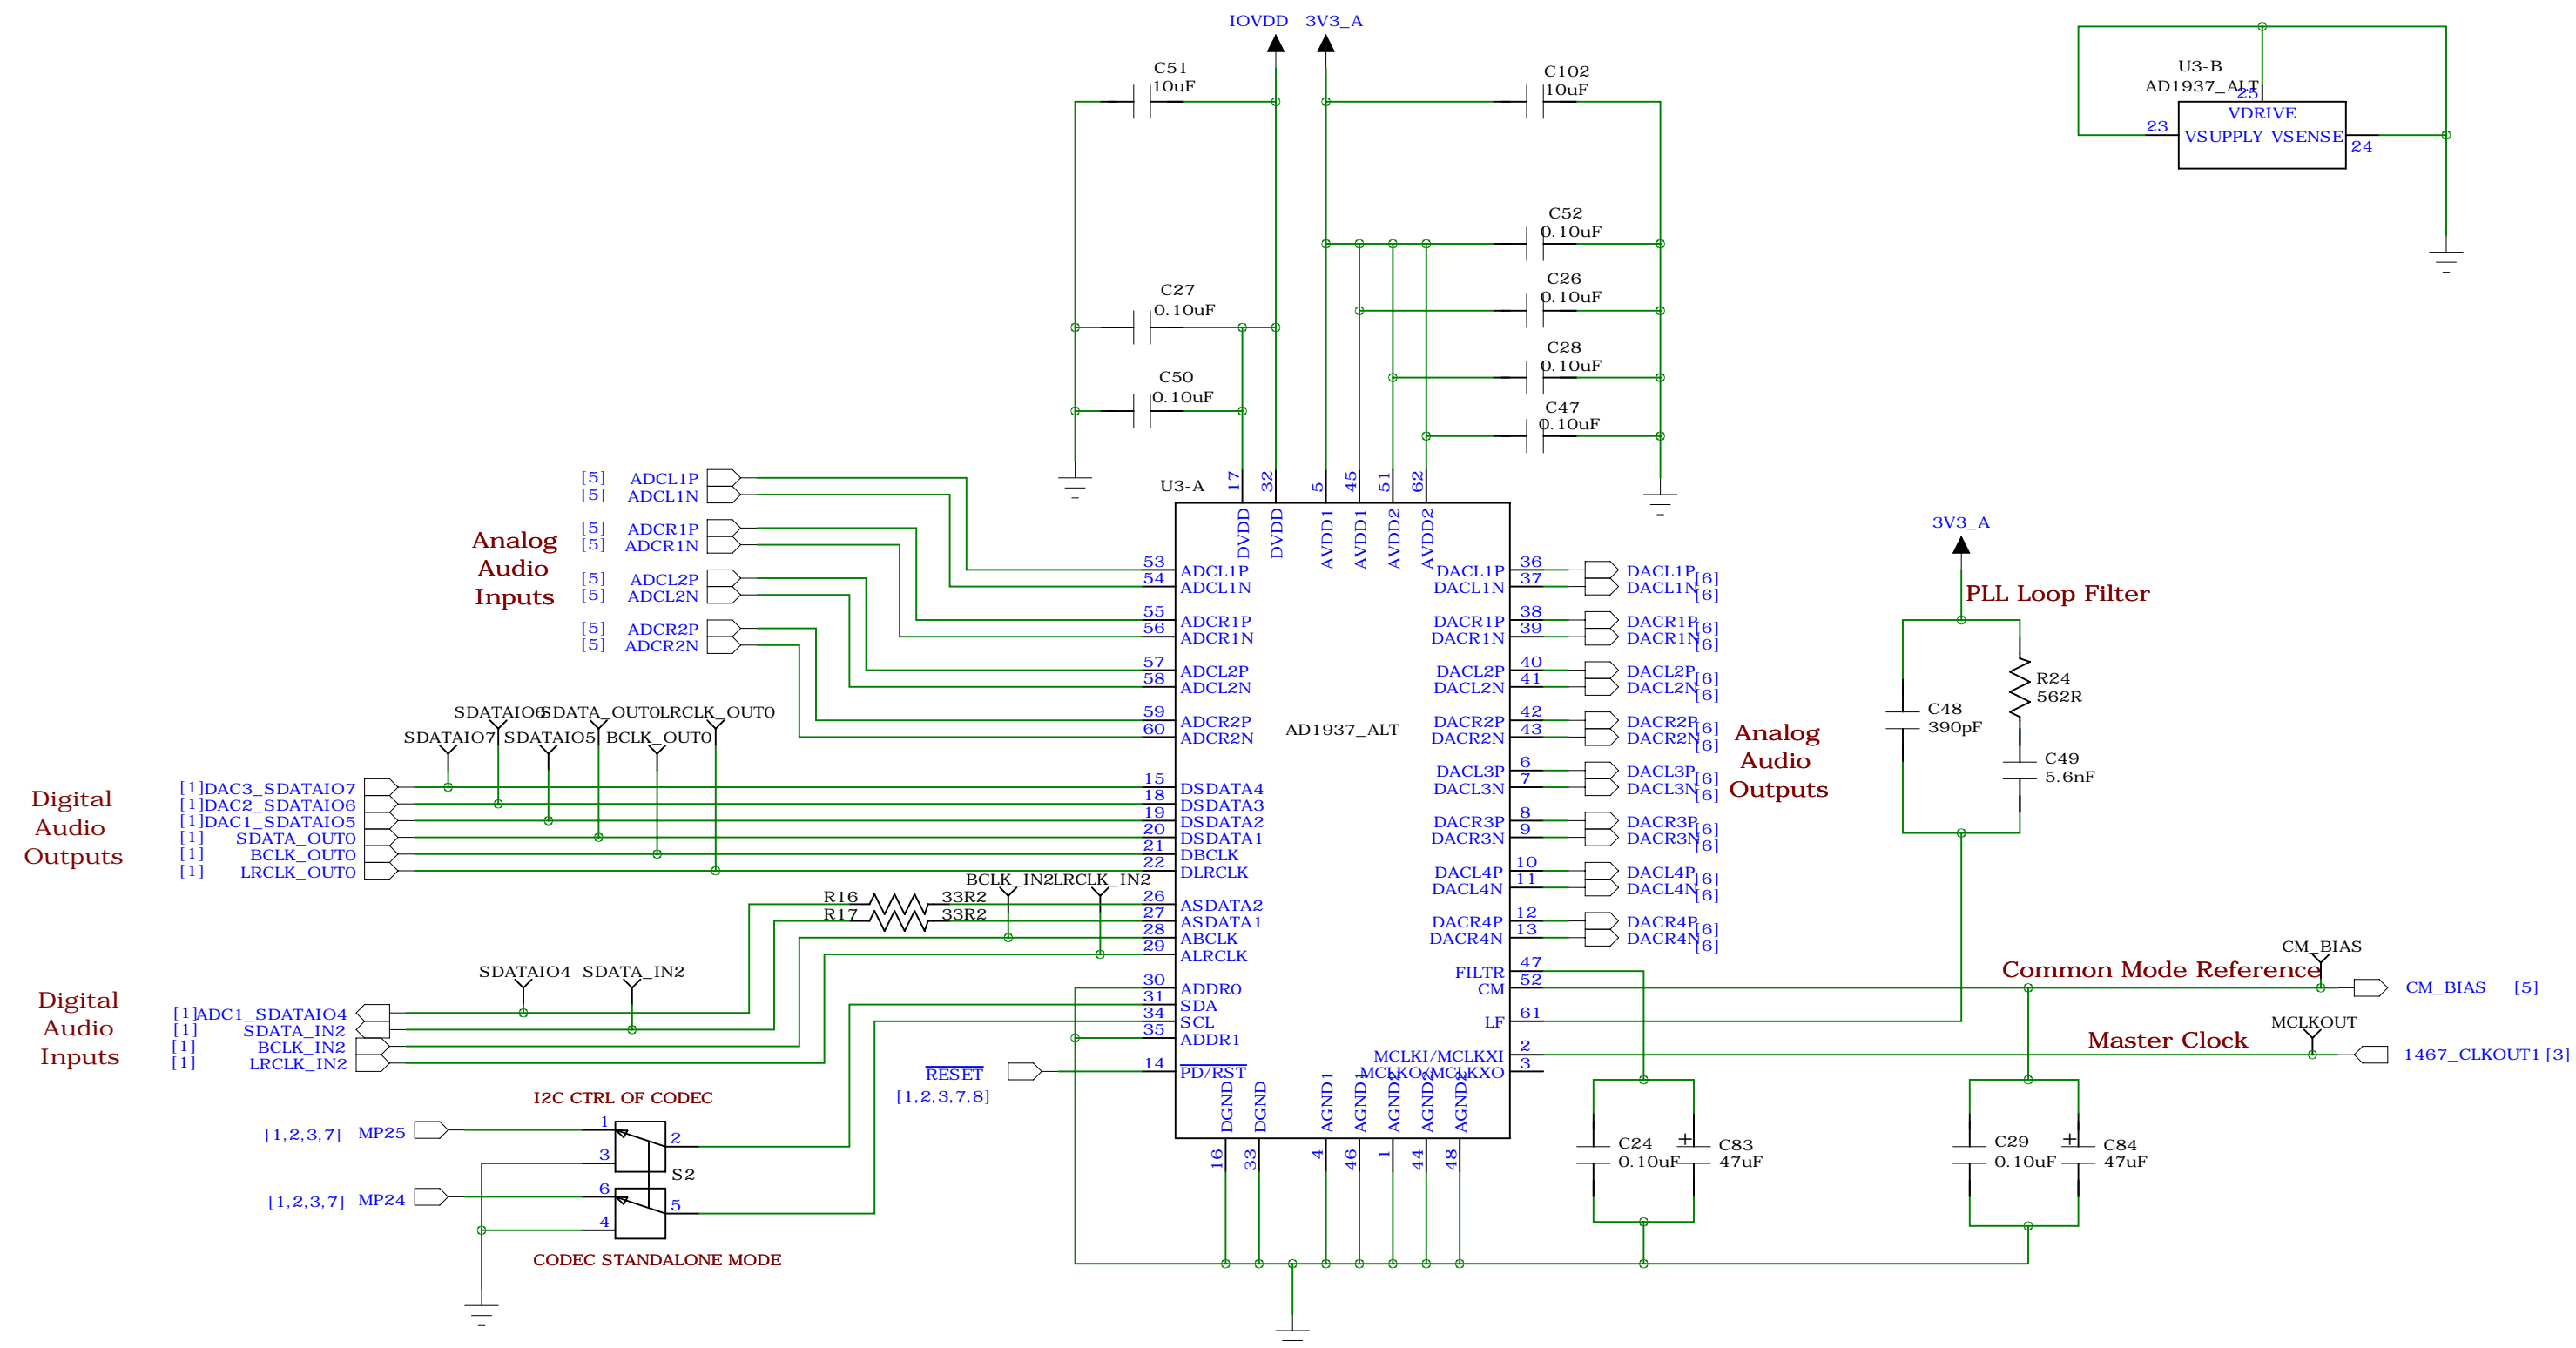 IOVDD 3V3_A
C51
10uF
C102
10uF
U3-B
AD1937_ALT
25
VDRIVE
23
VSUPPLY VSENSE
24
C52
0.10uF
C26
0.10uF
C27
0.10uF
C28
0.10uF
C50
0.10uF
C47
0.10uF
U3-A
17
32
5
45
51
62
DVDD
DVDD
AVDD1
AVDD1
AVDD2
AVDD2
Analog
Audio
Inputs
[5] ADCL1P
[5] ADCL1N
[5] ADCR1P
[5] ADCR1N
[5] ADCL2P
[5] ADCL2N
[5] ADCR2P
[5] ADCR2N
53 ADCL1P
54 ADCL1N
55 ADCR1P
56 ADCR1N
57 ADCL2P
58 ADCL2N
59 ADCR2P
60 ADCR2N
AD1937_ALT
DACL1P 36 DACL1P [6]
DACL1N 37 DACL1N [6]
DACR1P 38 DACR1P [6]
DACR1N 39 DACR1N [6]
DACL2P 40 DACL2P [6]
DACL2N 41 DACL2N [6]
DACR2P 42 DACR2P [6]
DACR2N 43 DACR2N [6]
DACL3P 6 DACL3P [6]
DACL3N 7 DACL3N [6]
DACR3P 8 DACR3P [6]
DACR3N 9 DACR3N [6]
DACL4P 10 DACL4P [6]
DACL4N 11 DACL4N [6]
DACR4P 12 DACR4P [6]
DACR4N 13 DACR4N [6]
Analog
Audio
Outputs
3V3_A
PLL Loop Filter
R24
562R
C48
390pF
C49
5.6nF
SDATAIO6 SDATA_OUT0 LRCLK_OUT0
SDATAIO7 SDATAIO5 BCLK_OUT0
Digital
Audio
Outputs
[1] DAC3_SDATAIO7
[1] DAC2_SDATAIO6
[1] DAC1_SDATAIO5
[1] SDATA_OUT0
[1] BCLK_OUT0
[1] LRCLK_OUT0
15 DSDATA4
18 DSDATA3
19 DSDATA2
20 DSDATA1
21 DBCLK
22 DLRCLK
BCLK_IN2 LRCLK_IN2
R16 33R2
R17 33R2
26 ASDATA2
27 ASDATA1
28 ABCLK
29 ALRCLK
SDATAIO4 SDATA_IN2
Digital
Audio
Inputs
[1] ADC1_SDATAIO4
[1] SDATA_IN2
[1] BCLK_IN2
[1] LRCLK_IN2
30 ADDR0
31 SDA
34 SCL
35 ADDR1
14 PD/RST
RESET
[1,2,3,7,8]
FILTR 47
CM 52
LF 61
MCLKI/MCLKXI 2
MCLKO/MCLKXO 3
CM_BIAS
Common Mode Reference
CM_BIAS [5]
MCLKOUT
Master Clock
1467_CLKOUT1 [3]
DGND
DGND
AGND1
AGND1
AGND2
AGND2
AGND2
16
33
4
46
1
44
48
I2C CTRL OF CODEC
[1,2,3,7] MP25
1
2
3
S2
[1,2,3,7] MP24
6
5
4
CODEC STANDALONE MODE
C24
0.10uF
+
C83
47uF
C29
0.10uF
+
C84
47uF